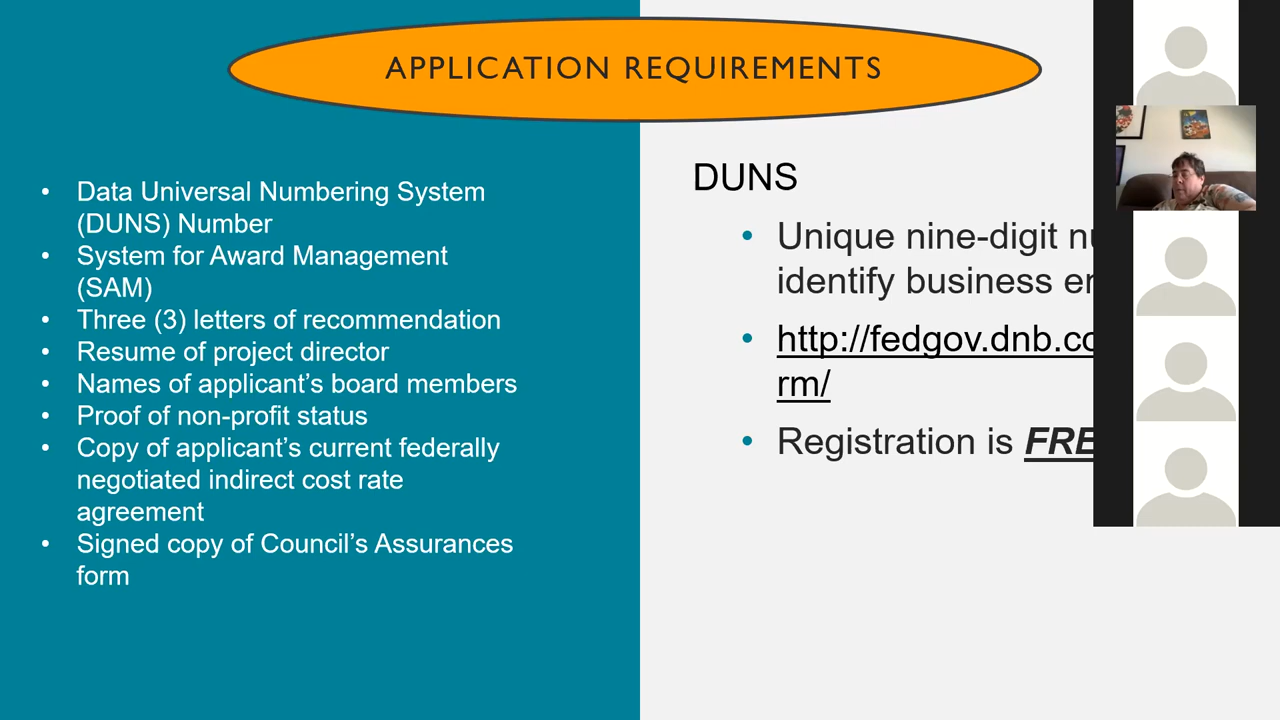 APPLICATION REQUIREMENTS
• Data Universal Numbering System
(DUNS) Number
• System for Award Management
(SAM)
• Three (3) letters of recommendation
• Resume of project director
• Names of applicant’s board members
• Proof of non-profit status
• Copy of applicant’s current federally
negotiated indirect cost rate
agreement
• Signed copy of Council’s Assurances
form
DUNS
• Unique nine-digit
identify business
• http://fedgov.dnb.co
rm/
• Registration is FRE